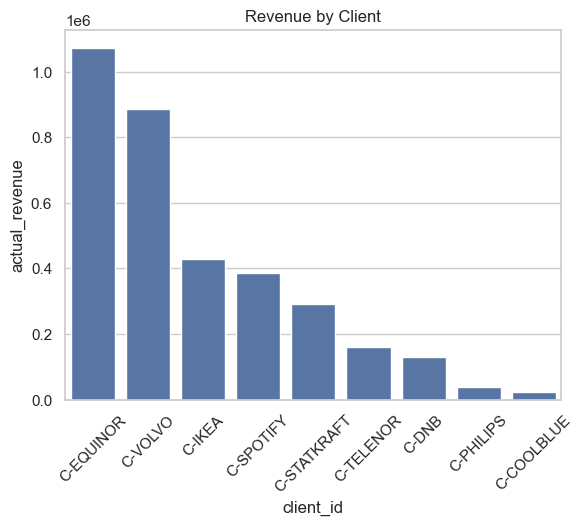 Revenue by Client
1e6
actual_revenue
1.0
0.8
0.6
0.4
0.2
0.0
C-EQUINOR
C-VOLVO
C-IKEA
C-SPOTIFY
C-STATKRAFT
C-TELENOR
C-DNB
C-PHILIPS
C-COOLBLUE
client_id